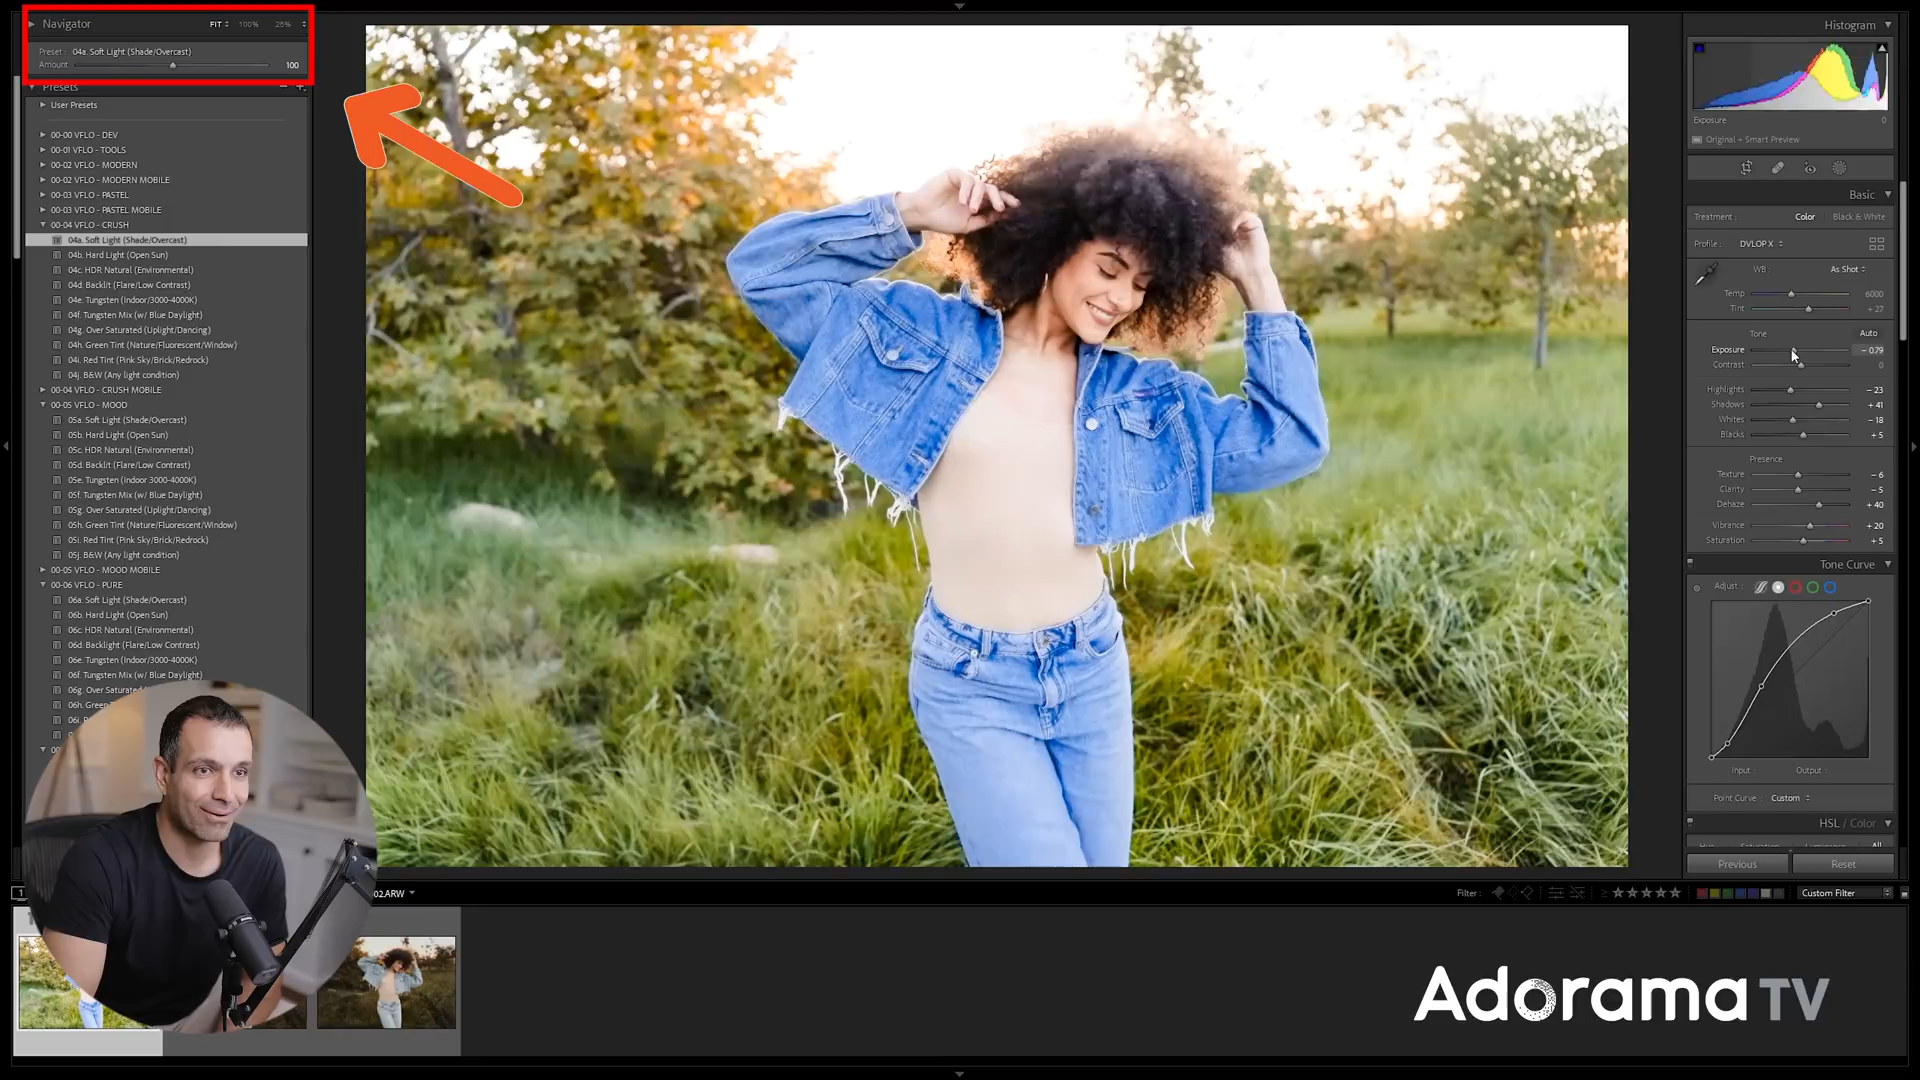 Navigator FIT 100% 25%
Preset : 04a. Soft Light (Shade/Overcast)
Amount 100
Presets
User Presets
00-00 VFLO - DEV
00-01 VFLO - TOOLS
00-02 VFLO - MODERN
00-02 VFLO - MODERN MOBILE
00-03 VFLO - PASTEL
00-03 VFLO - PASTEL MOBILE
00-04 VFLO - CRUSH
04a. Soft Light (Shade/Overcast)
04b. Hard Light (Open Sun)
04c. HDR Natural (Environmental)
04d. Backlit (Flare/Low Contrast)
04e. Tungsten (Indoor/3000-4000K)
04f. Tungsten Mix (w/ Blue Daylight)
04g. Over Saturated (Uplight/Dancing)
04h. Green Tint (Nature/Fluorescent/Window)
04i. Red Tint (Pink Sky/Brick/Redrock)
04j. B&W (Any light condition)
00-04 VFLO - CRUSH MOBILE
00-05 VFLO - MOOD
05a. Soft Light (Shade/Overcast)
05b. Hard Light (Open Sun)
05c. HDR Natural (Environmental)
05d. Backlit (Flare/Low Contrast)
05e. Tungsten (Indoor 3000-4000K)
05f. Tungsten Mix (w/ Blue Daylight)
05g. Over Saturated (Uplight/Dancing)
05h. Green Tint (Nature/Fluorescent/Window)
05i. Red Tint (Pink Sky/Brick/Redrock)
05j. B&W (Any light condition)
00-05 VFLO - MOOD MOBILE
00-06 VFLO - PURE
06a. Soft Light (Shade/Overcast)
06b. Hard Light (Open Sun)
06c. HDR Natural (Environmental)
06d. Backlight (Flare/Low Contrast)
06e. Tungsten (Indoor/3000-4000K)
06f. Tungsten Mix (w/ Blue Daylight)
06g. Over Saturated
06h. Green
06i.
Histogram
Exposure 0
Original + Smart Preview
Basic
Treatment : Color Black & White
Profile : DVLOP X
WB : As Shot
Temp 6000
Tint + 27
Tone Auto
Exposure - 0.79
Contrast 0
Highlights - 23
Shadows + 41
Whites - 18
Blacks + 5
Presence
Texture - 6
Clarity - 5
Dehaze + 40
Vibrance + 20
Saturation + 5
Tone Curve
Adjust :
Input : Output :
Point Curve : Custom
HSL / Color
Hue Saturation Luminance All
Previous Reset
02.ARW
Filter : Custom Filter
Adorama TV